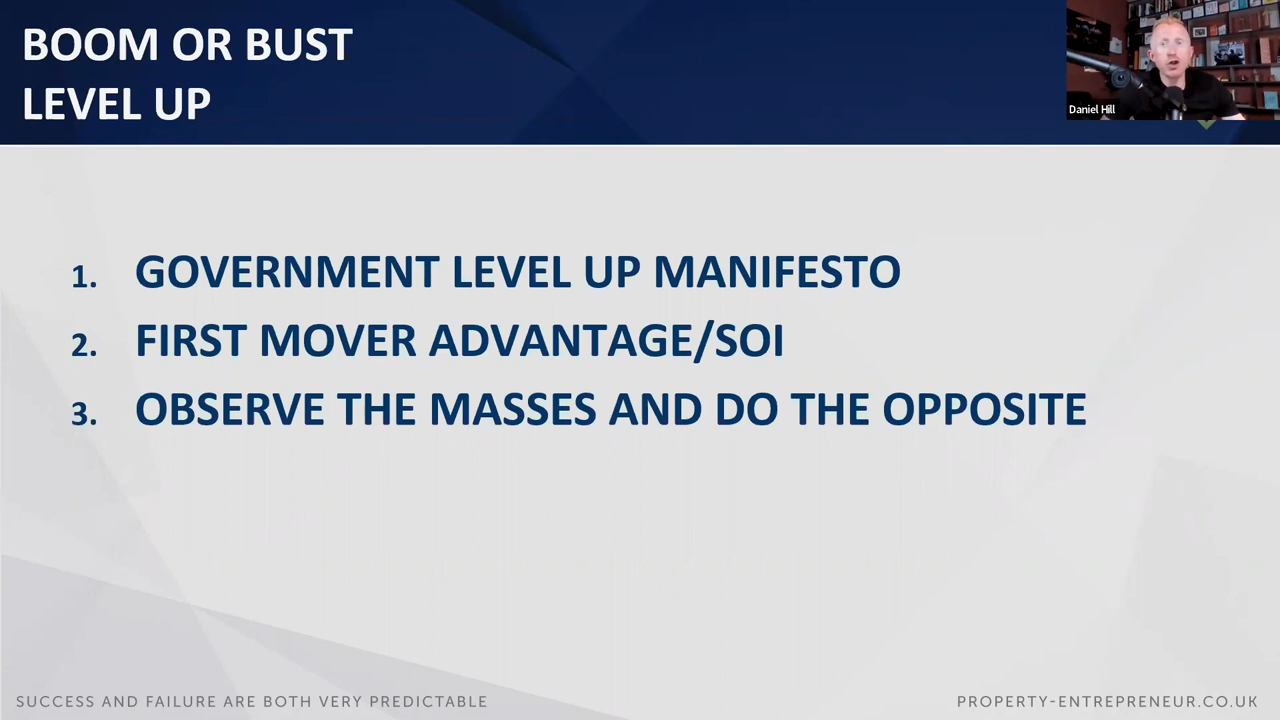 BOOM OR BUST
LEVEL UP
Daniel Hill
1. GOVERNMENT LEVEL UP MANIFESTO
2. FIRST MOVER ADVANTAGE/SOI
3. OBSERVE THE MASSES AND DO THE OPPOSITE
SUCCESS AND FAILURE ARE BOTH VERY PREDICTABLE
PROPERTY-ENTREPRENEUR.CO.UK